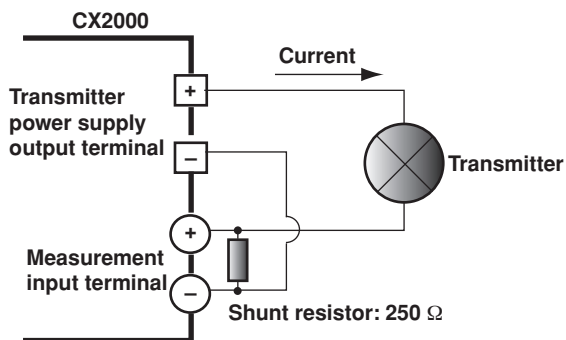 CX2000
Current
+
Transmitter
power supply
output terminal
−
Transmitter
+
Measurement
input terminal
−
Shunt resistor: 250 Ω